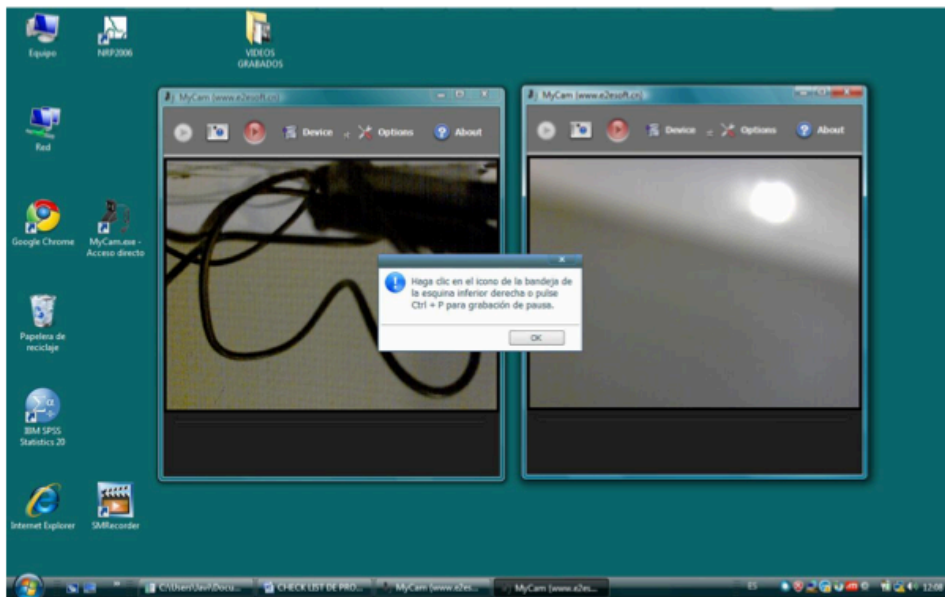 Equipo
NRP2006
VIDEOS
GRABADOS
Red
Google Chrome
MyCam.exe -
Acceso directo
Papelera de
reciclaje
IBM SPSS
Statistics 20
Internet Explorer
SMRecorder
MyCam (www.e2esoft.cn)
Device
Options
About
MyCam (www.e2esoft.cn)
Device
Options
About
Haga clic en el icono de la bandeja de
la esquina inferior derecha o pulse
Ctrl + P para grabación de pausa.
OK
C:\Users\Javi\Docu...
CHECK LIST DE PRO...
MyCam (www.e2es...
MyCam (www.e2es...
ES
12:08